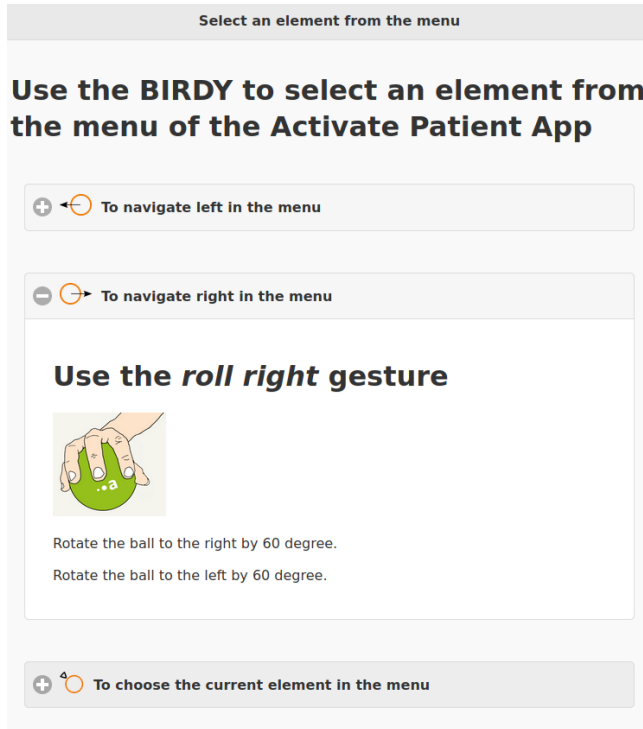 Select an element from the menu
Use the BIRDY to select an element from
the menu of the Activate Patient App
To navigate left in the menu
To navigate right in the menu
Use the roll right gesture
..a
Rotate the ball to the right by 60 degree.
Rotate the ball to the left by 60 degree.
To choose the current element in the menu